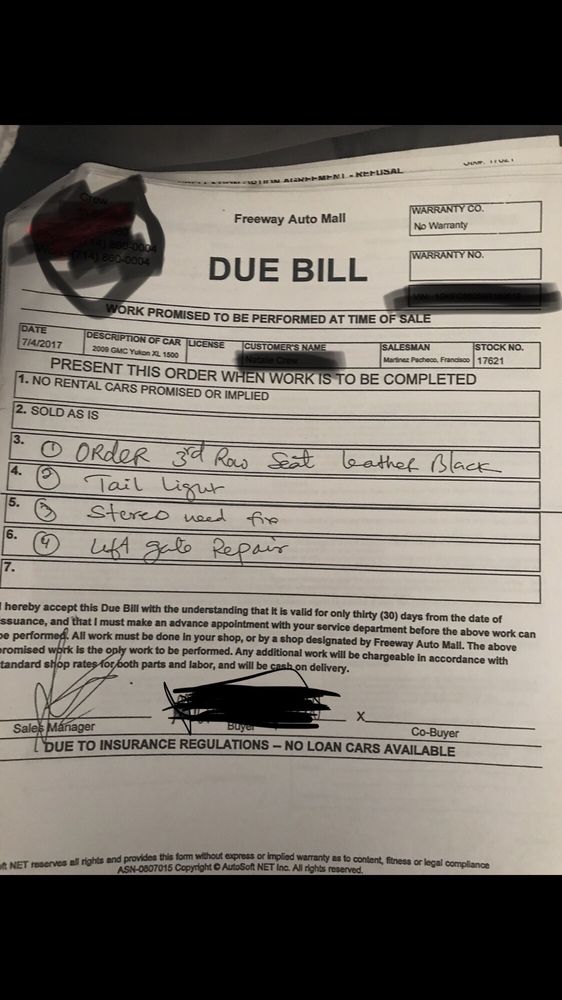 AGREEMENT - REFUSAL
Freeway Auto Mall
WARRANTY CO.
No Warranty
DUE BILL
WARRANTY NO.
WORK PROMISED TO BE PERFORMED AT TIME OF SALE
DATE
7/4/2017
DESCRIPTION OF CAR
2009 GMC Yukon XL 1500
LICENSE
CUSTOMER'S NAME
SALESMAN
Martinez Pacheco, Francisco
STOCK NO.
17621
PRESENT THIS ORDER WHEN WORK IS TO BE COMPLETED
1. NO RENTAL CARS PROMISED OR IMPLIED
2. SOLD AS IS
3. ① ORDER 3rd Row Seat leather Black
4. ② Tail Light
5. ③ Stereo need fix
6. ④ Lift gate Repair
7.
I hereby accept this Due Bill with the understanding that it is valid for only thirty (30) days from the date of
issuance, and that I must make an advance appointment with your service department before the above work can
be performed. All work must be done in your shop, or by a shop designated by Freeway Auto Mall. The above
promised work is the only work to be performed. Any additional work will be chargeable in accordance with
standard shop rates for both parts and labor, and will be cash on delivery.
X
Sales Manager
Buyer
Co-Buyer
DUE TO INSURANCE REGULATIONS – NO LOAN CARS AVAILABLE
ft NET reserves all rights and provides this form without express or implied warranty as to content, fitness or legal compliance
ASN-0807015 Copyright © AutoSoft NET Inc. All rights reserved.